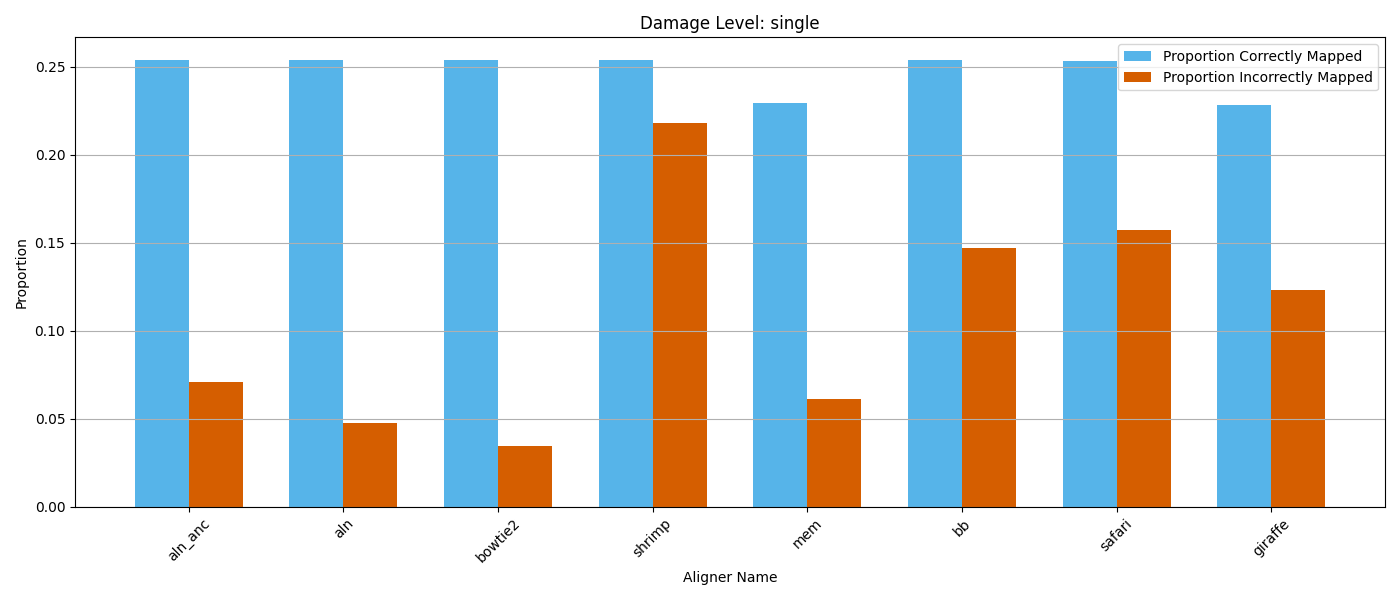 Damage Level: single
Proportion Correctly Mapped
Proportion Incorrectly Mapped
Proportion
0.25
0.20
0.15
0.10
0.05
0.00
aln_anc
aln
bowtie2
shrimp
mem
bb
safari
giraffe
Aligner Name